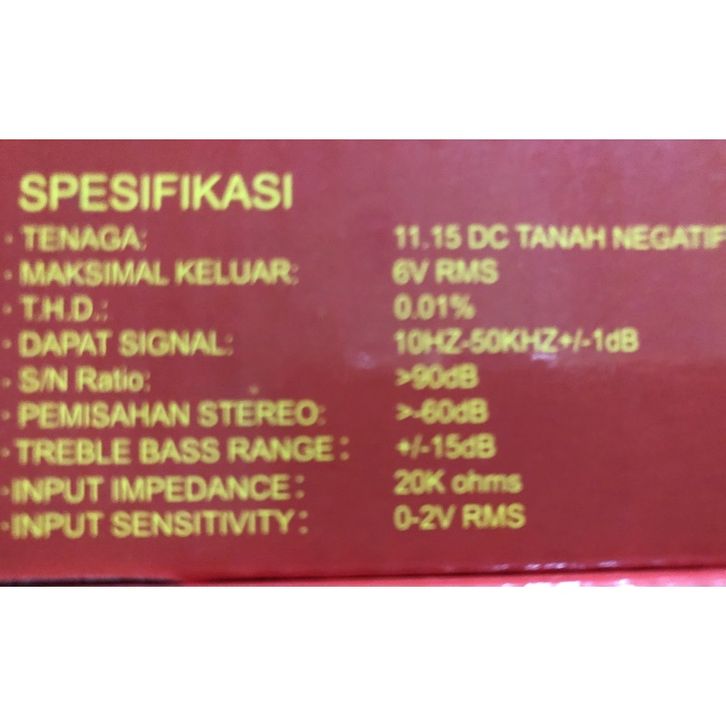 SPESIFIKASI
· TENAGA: 11.15 DC TANAH NEGATIF
· MAKSIMAL KELUAR: 6V RMS
· T.H.D.: 0.01%
· DAPAT SIGNAL: 10HZ-50KHZ+/-1dB
· S/N Ratio: >90dB
· PEMISAHAN STEREO: >-60dB
· TREBLE BASS RANGE: +/-15dB
· INPUT IMPEDANCE: 20K ohms
· INPUT SENSITIVITY: 0-2V RMS